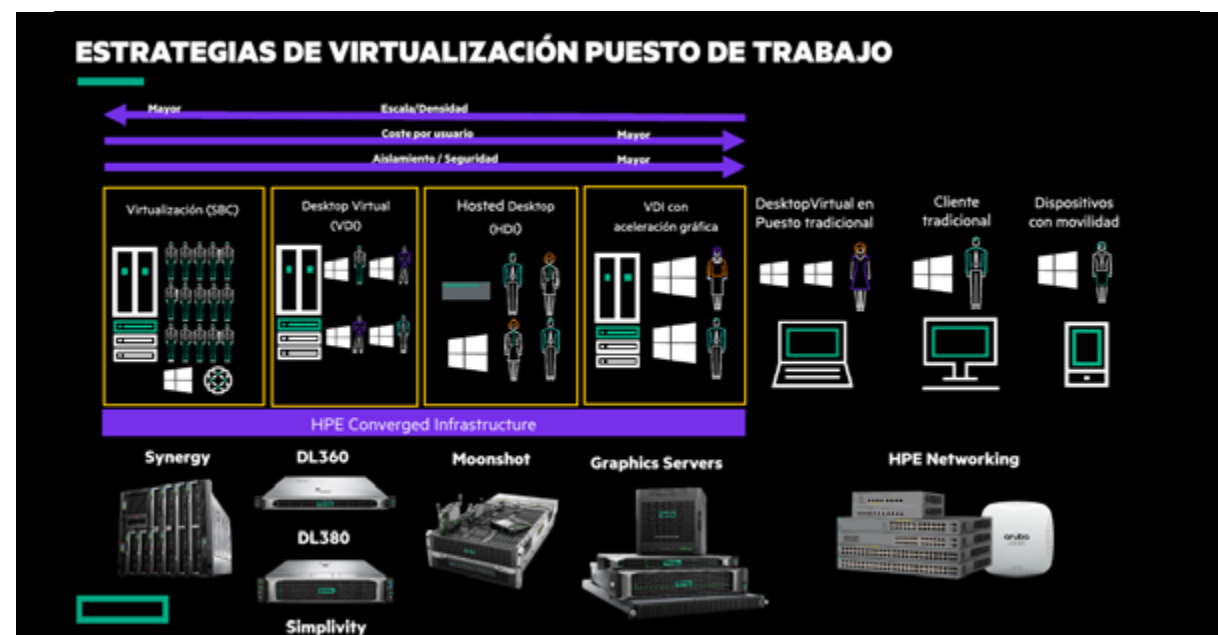 ESTRATEGIAS DE VIRTUALIZACIÓN PUESTO DE TRABAJO
Mayor Escala/Densidad
Coste por usuario Mayor
Aislamiento / Seguridad Mayor
Virtualización (SBC)
Desktop Virtual
(VDI)
Hosted Desktop
(HDI)
VDI con
aceleración gráfica
DesktopVirtual en
Puesto tradicional
Cliente
tradicional
Dispositivos
con movilidad
HPE Converged Infrastructure
Synergy
DL360
DL380
Simplivity
Moonshot
Graphics Servers
HPE Networking
aruba